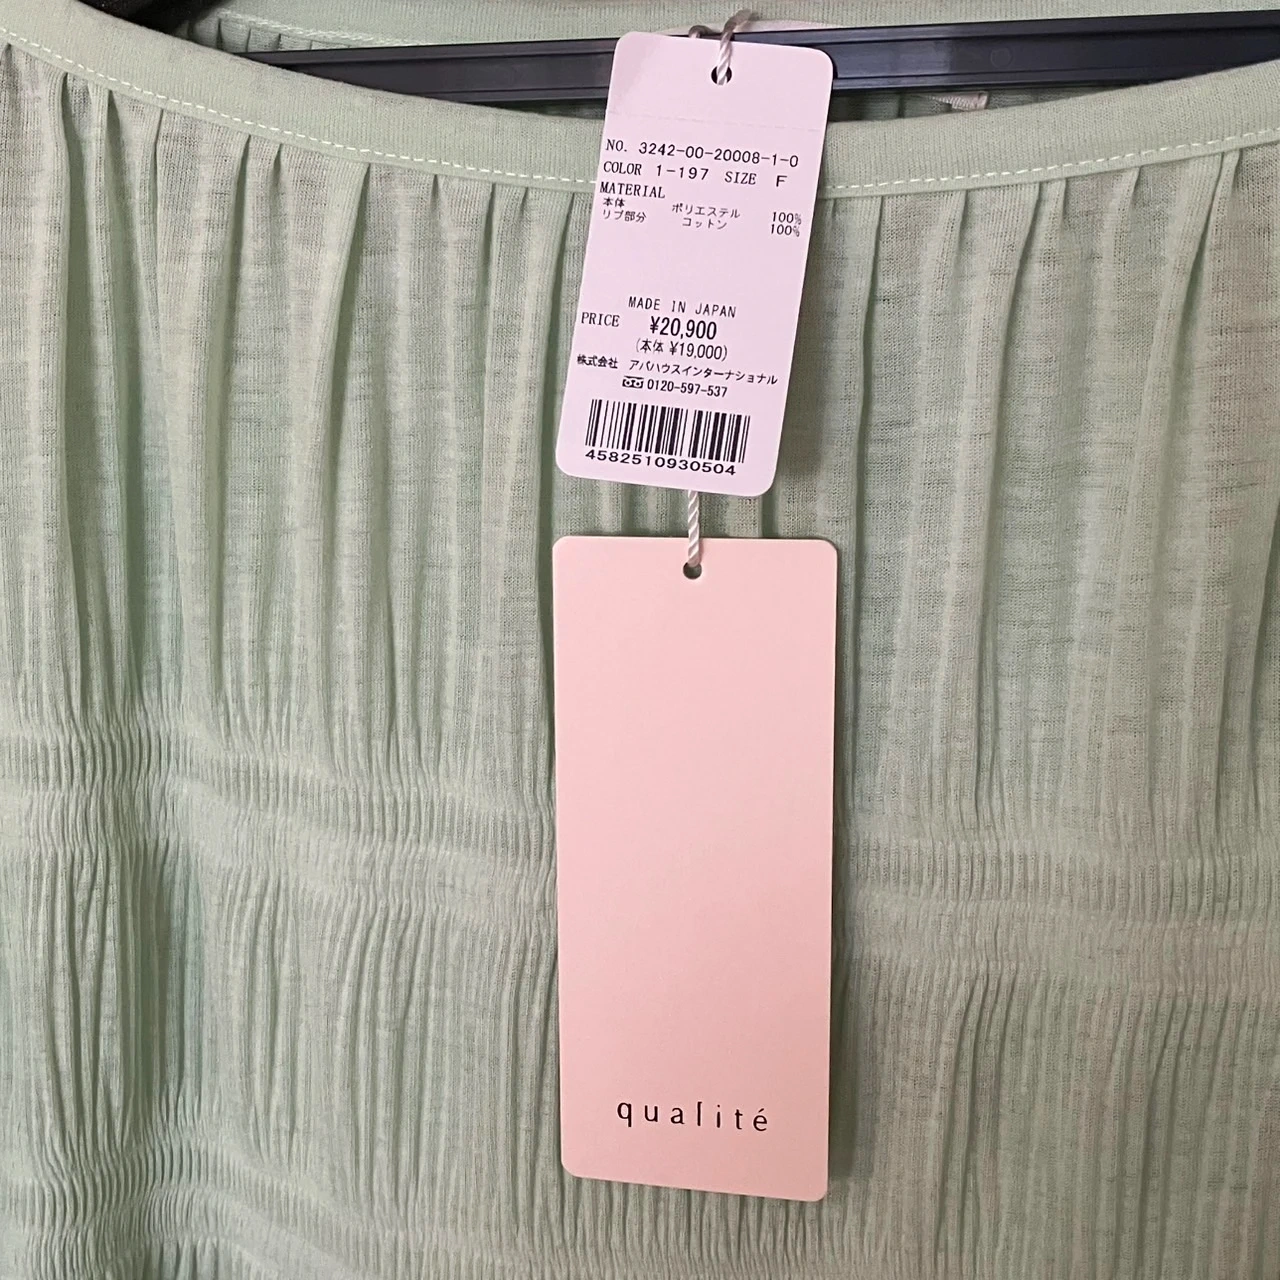 NO. 3242-00-20008-1-0
COLOR 1-197 SIZE F
MATERIAL
本体 ポリエステル 100%
リブ部分 コットン 100%
MADE IN JAPAN
PRICE ¥20,900
(本体 ¥19,000)
株式会社 アバハウスインターナショナル
0120-597-537
4582510930504
qualité